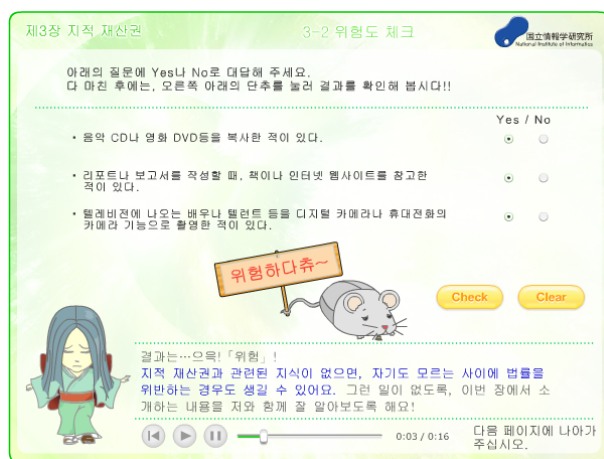 제3장 지적 재산권
3-2 위험도 체크
国立情報学研究所
National Institute of Informatics
아래의 질문에 Yes나 No로 대답해 주세요.
다 마친 후에는, 오른쪽 아래의 단추를 눌러 결과를 확인해 봅시다!!
Yes / No
• 음악 CD나 영화 DVD등을 복사한 적이 있다.
• 리포트나 보고서를 작성할 때, 책이나 인터넷 웹사이트를 참고한
적이 있다.
• 텔레비전에 나오는 배우나 텔런트 등을 디지털 카메라나 휴대전화의
카메라 기능으로 촬영한 적이 있다.
위험하다츄~
Check
Clear
결과는…으윽!「위험」!
지적 재산권과 관련된 지식이 없으면, 자기도 모르는 사이에 법률을
위반하는 경우도 생길 수 있어요. 그런 일이 없도록, 이번 장에서 소
개하는 내용을 저와 함께 잘 알아보도록 해요!
0:03 / 0:16
다음 페이지에 나아가
주십시오.